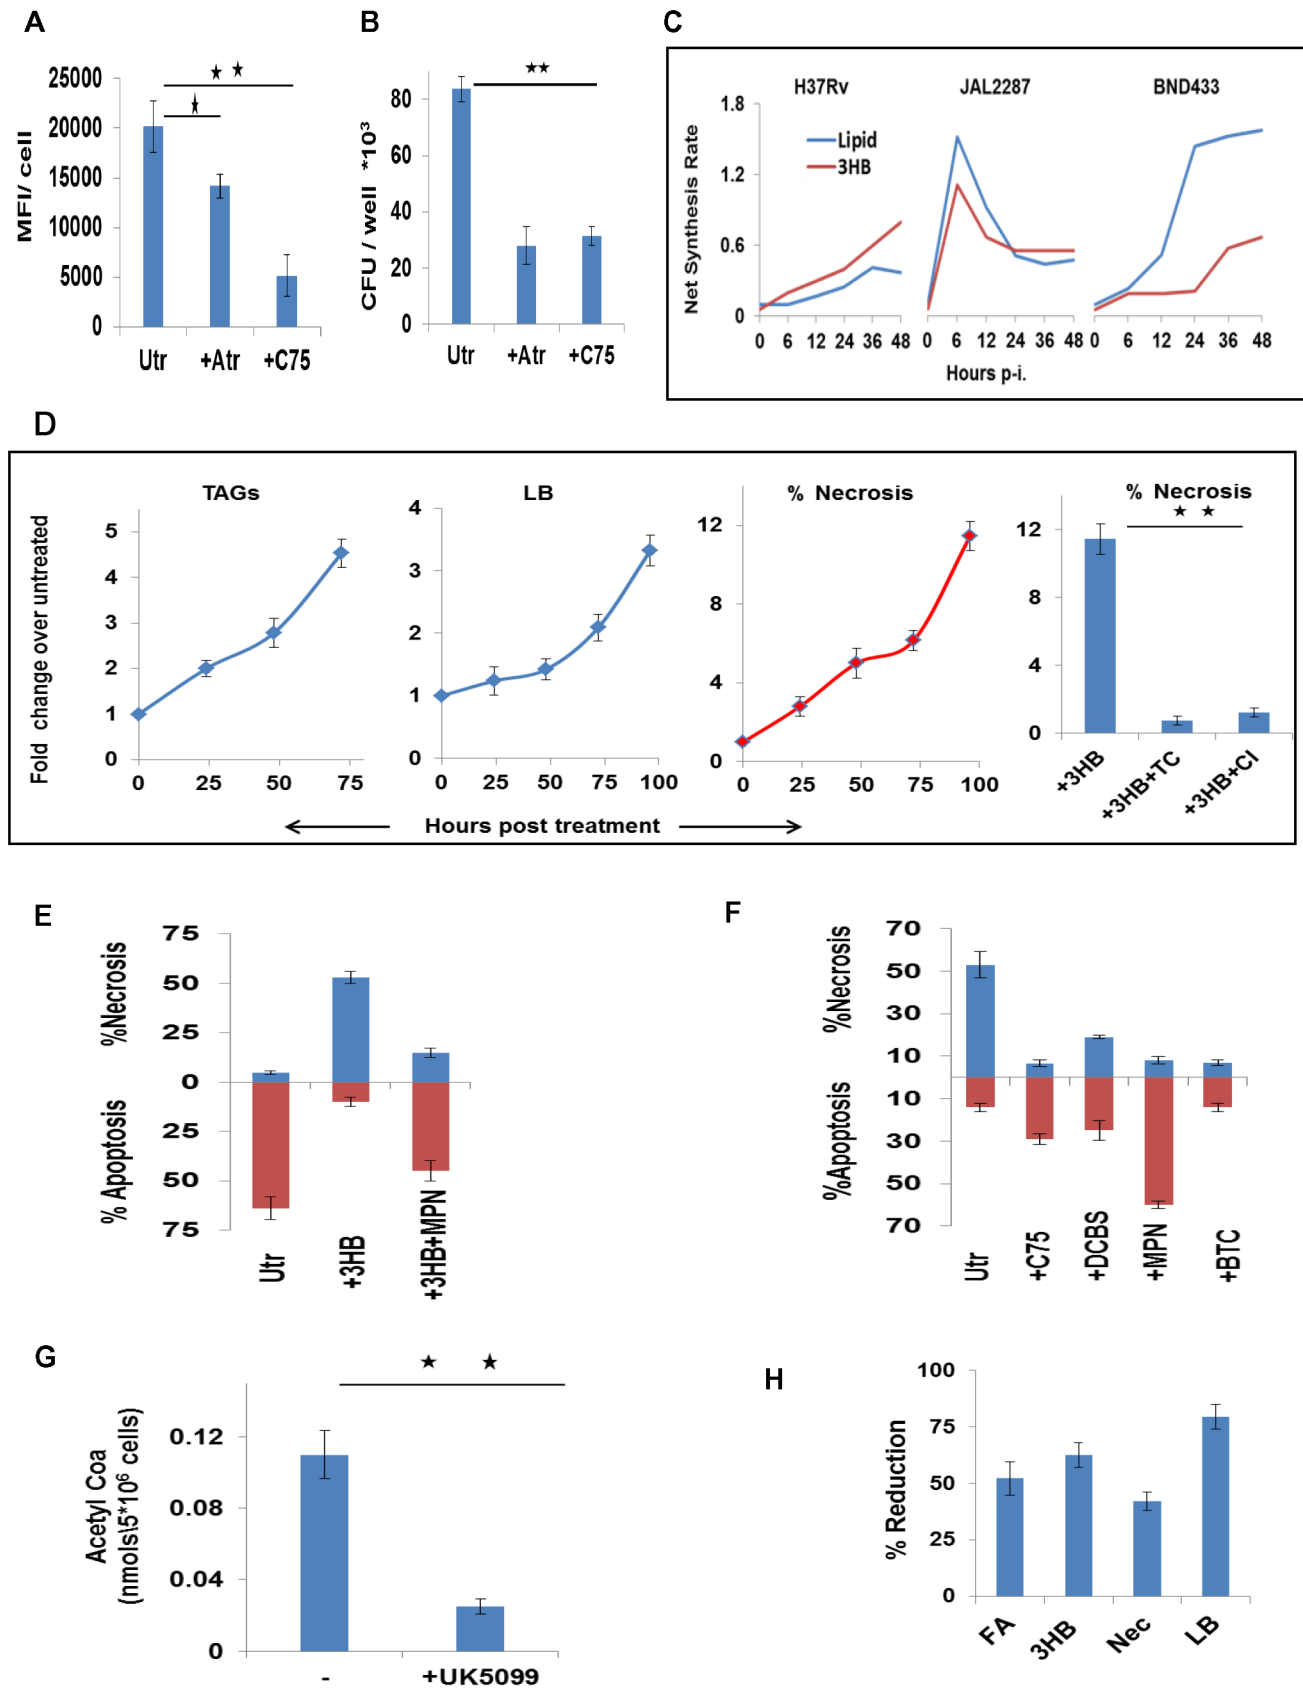 A
MFI/ cell
25000
20000
15000
10000
5000
0
★ ★
★
Utr +Atr +C75
B
CFU / well *10³
80
60
40
20
0
★★
Utr +Atr +C75
C
H37Rv JAL2287 BND433
Net Synthesis Rate
1.8
1.2
0.6
0
Lipid
3HB
0 6 12 24 36 48 0 6 12 24 36 48 0 6 12 24 36 48
Hours p-i.
D
Fold change over untreated
TAGs
5
4
3
2
1
0
0 25 50 75
LB
4
3
2
1
0
0 25 50 75 100
% Necrosis
12
8
4
0
0 25 50 75 100
% Necrosis
★ ★
12
8
4
0
+3HB +3HB+TC +3HB+CI
Hours post treatment
E
%Necrosis
% Apoptosis
75
50
25
0
25
50
75
Utr +3HB +3HB+MPN
F
%Necrosis
%Apoptosis
70
50
30
10
10
30
50
70
Utr +C75 +DCBS +MPN +BTC
G
★ ★
Acetyl Coa
(nmols\5*10⁶ cells)
0.12
0.08
0.04
0
- +UK5099
H
% Reduction
100
75
50
25
0
FA 3HB Nec LB